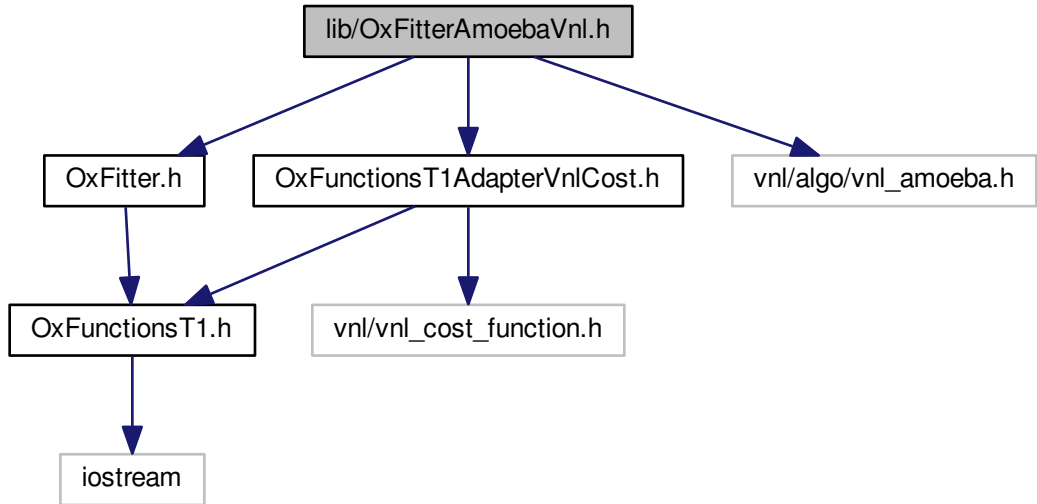 lib/OxFitterAmoebaVnl.h
OxFitter.h
OxFunctionsT1AdapterVnlCost.h
vnl/algo/vnl_amoeba.h
OxFunctionsT1.h
vnl/vnl_cost_function.h
iostream